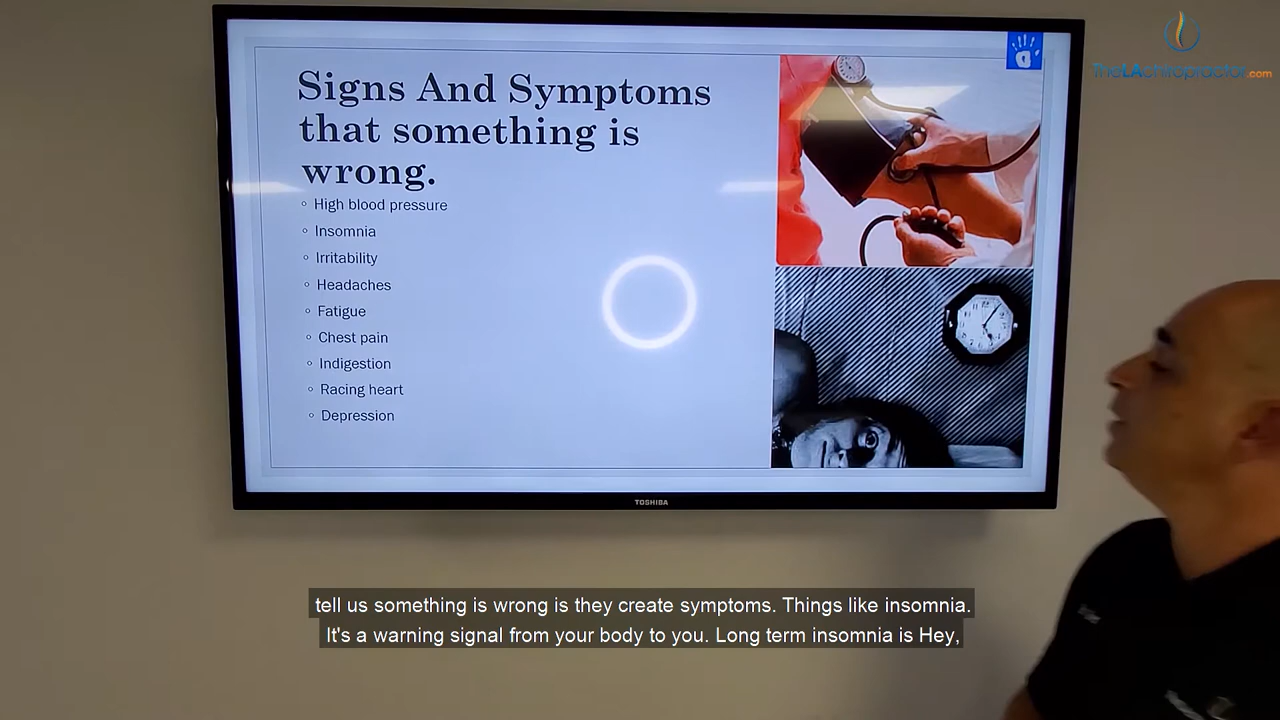 Signs And Symptoms
that something is
wrong.
◦ High blood pressure
◦ Insomnia
◦ Irritability
◦ Headaches
◦ Fatigue
◦ Chest pain
◦ Indigestion
◦ Racing heart
◦ Depression
TheLAchiropractor.com
TOSHIBA
tell us something is wrong is they create symptoms. Things like insomnia.
It's a warning signal from your body to you. Long term insomnia is Hey,